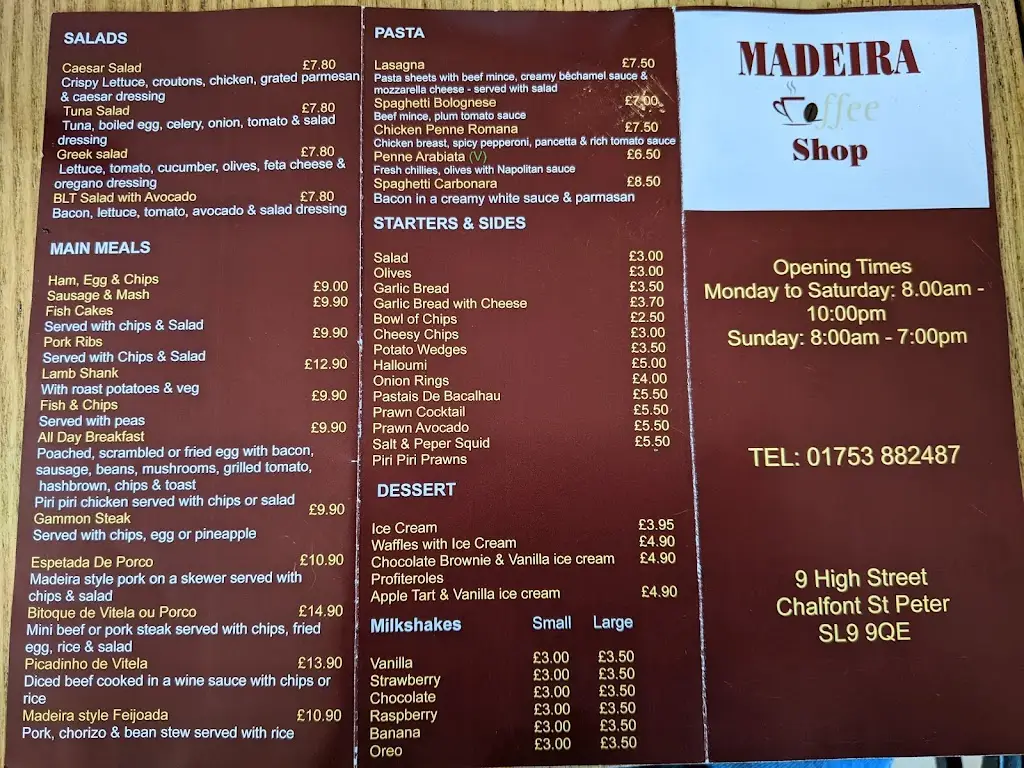 SALADS
Caesar Salad £7.80
Crispy Lettuce, croutons, chicken, grated parmesan
& caesar dressing
Tuna Salad £7.80
Tuna, boiled egg, celery, onion, tomato & salad
dressing
Greek salad £7.80
Lettuce, tomato, cucumber, olives, feta cheese &
oregano dressing
BLT Salad with Avocado £7.80
Bacon, lettuce, tomato, avocado & salad dressing
MAIN MEALS
Ham, Egg & Chips £9.00
Sausage & Mash £9.90
Fish Cakes
Served with chips & Salad £9.90
Pork Ribs
Served with Chips & Salad £12.90
Lamb Shank
With roast potatoes & veg £9.90
Fish & Chips
Served with peas £9.90
All Day Breakfast
Poached, scrambled or fried egg with bacon,
sausage, beans, mushrooms, grilled tomato,
hashbrown, chips & toast
Piri piri chicken served with chips or salad £9.90
Gammon Steak
Served with chips, egg or pineapple
Espetada De Porco £10.90
Madeira style pork on a skewer served with
chips & salad
Bitoque de Vitela ou Porco £14.90
Mini beef or pork steak served with chips, fried
egg, rice & salad
Picadinho de Vitela £13.90
Diced beef cooked in a wine sauce with chips or
rice
Madeira style Feijoada £10.90
Pork, chorizo & bean stew served with rice
PASTA
Lasagna £7.50
Pasta sheets with beef mince, creamy bêchamel sauce &
mozzarella cheese - served with salad
Spaghetti Bolognese £7.00
Beef mince, plum tomato sauce
Chicken Penne Romana £7.50
Chicken breast, spicy pepperoni, pancetta & rich tomato sauce
Penne Arabiata (V) £6.50
Fresh chillies, olives with Napolitan sauce
Spaghetti Carbonara £8.50
Bacon in a creamy white sauce & parmasan
STARTERS & SIDES
Salad £3.00
Olives £3.00
Garlic Bread £3.50
Garlic Bread with Cheese £3.70
Bowl of Chips £2.50
Cheesy Chips £3.00
Potato Wedges £3.50
Halloumi £5.00
Onion Rings £4.00
Pastais De Bacalhau £5.50
Prawn Cocktail £5.50
Prawn Avocado £5.50
Salt & Peper Squid £5.50
Piri Piri Prawns
DESSERT
Ice Cream £3.95
Waffles with Ice Cream £4.90
Chocolate Brownie & Vanilla ice cream £4.90
Profiteroles
Apple Tart & Vanilla ice cream £4.90
Milkshakes Small Large
Vanilla £3.00 £3.50
Strawberry £3.00 £3.50
Chocolate £3.00 £3.50
Raspberry £3.00 £3.50
Banana £3.00 £3.50
Oreo £3.00 £3.50
MADEIRA
Coffee
Shop
Opening Times
Monday to Saturday: 8.00am -
10:00pm
Sunday: 8:00am - 7:00pm
TEL: 01753 882487
9 High Street
Chalfont St Peter
SL9 9QE